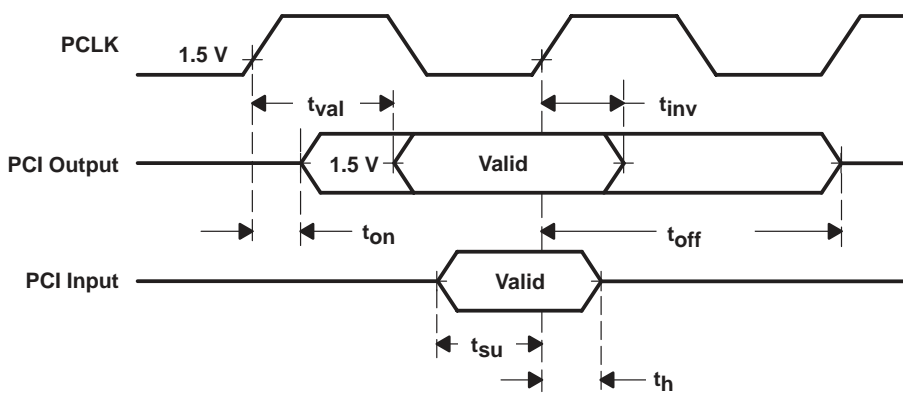 PCLK
1.5 V
tval
tinv
PCI Output
1.5 V
Valid
ton
toff
PCI Input
Valid
tsu
th